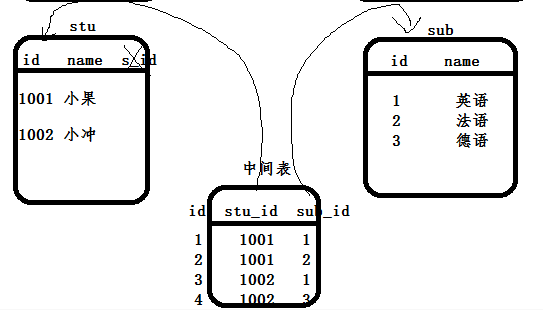 stu
id name s_id
1001 小果
1002 小冲
sub
id name
1 英语
2 法语
3 德语
中间表
id stu_id sub_id
1 1001 1
2 1001 2
3 1002 1
4 1002 3